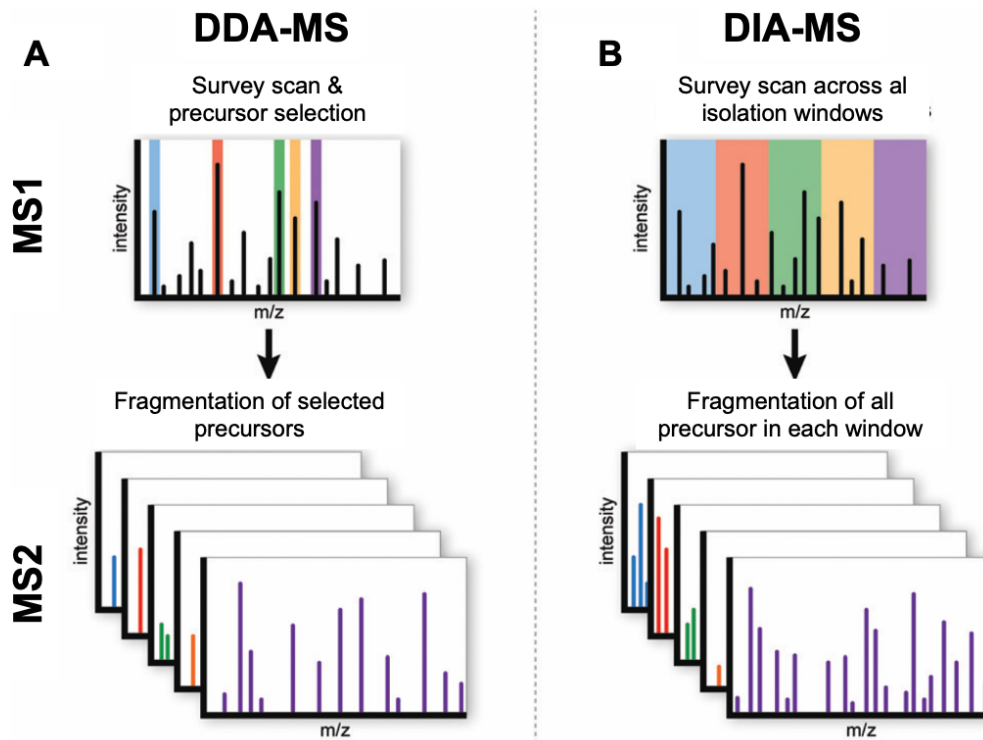 DDA-MS
A
Survey scan &
precursor selection
MS1
intensity
m/z
Fragmentation of selected
precursors
MS2
intensity
m/z
DIA-MS
B
Survey scan across al
isolation windows
intensity
m/z
Fragmentation of all
precursor in each window
intensity
m/z